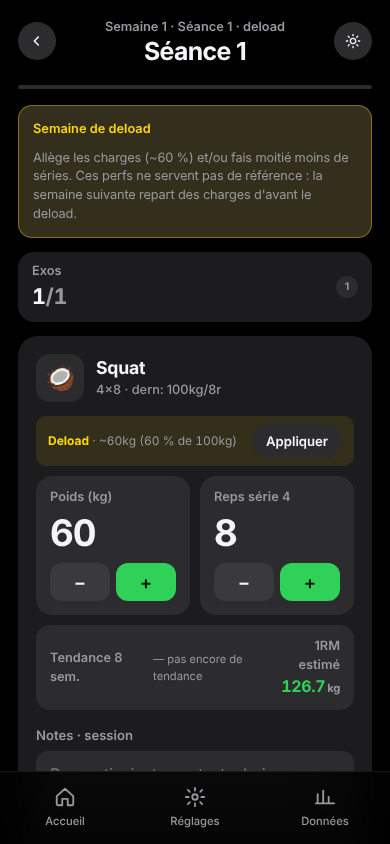 Semaine 1 · Séance 1 · deload
Séance 1
Semaine de deload
Allège les charges (~60 %) et/ou fais moitié moins de
séries. Ces perfs ne servent pas de référence : la
semaine suivante repart des charges d'avant le
deload.
Exos
1/1
1
Squat
4×8 · dern: 100kg/8r
Deload · ~60kg (60 % de 100kg)
Appliquer
Poids (kg)
60
− +
Reps série 4
8
− +
Tendance 8
sem.
— pas encore de
tendance
1RM
estimé
126.7 kg
Notes · session
Accueil
Réglages
Données